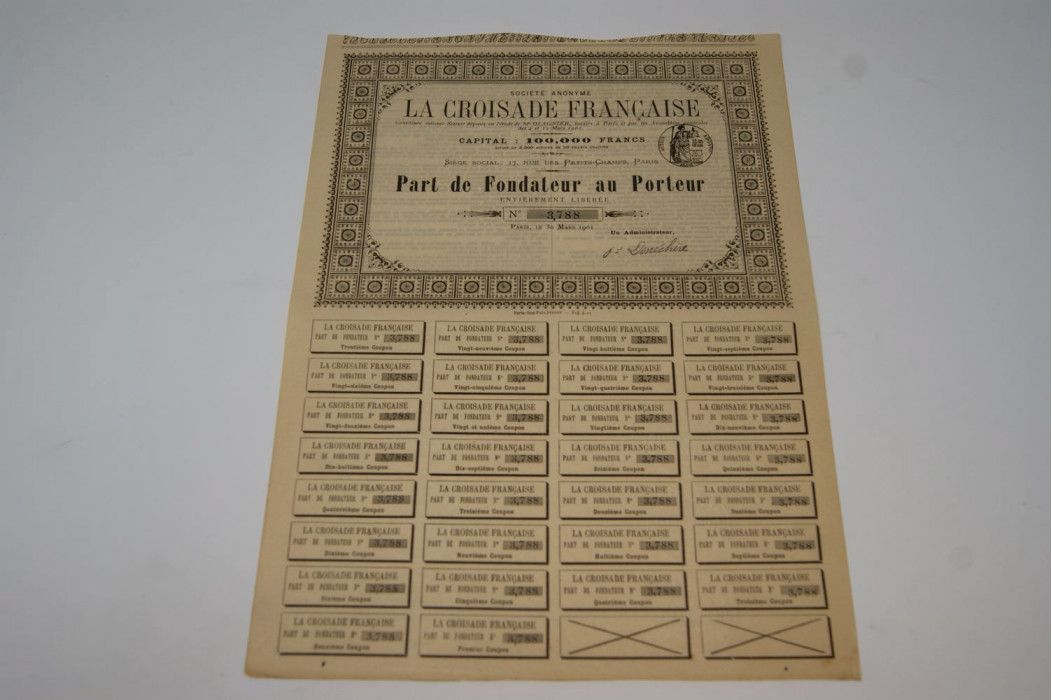 SOCIÉTÉ ANONYME
LA CROISADE FRANÇAISE
CAPITAL : 100,000 FRANCS
SIÈGE SOCIAL: 17, RUE DES PETITS-CHAMPS, PARIS
Part de Fondateur au Porteur
ENTIÈREMENT LIBÉRÉE
N° 3,788
PARIS, LE 30 MARS
Un Administrateur,
LA CROISADE FRANÇAISE LA CROISADE FRANÇAISE LA CROISADE FRANÇAISE LA CROISADE FRANÇAISE
PART DE FONDATEUR N° 3,788 PART DE FONDATEUR N° 3,788 PART DE FONDATEUR N° 3,788 PART DE FONDATEUR N° 3,788
Trentième Coupon Vingt-neuvième Coupon Vingt-huitième Coupon Vingt-septième Coupon
LA CROISADE FRANÇAISE LA CROISADE FRANÇAISE LA CROISADE FRANÇAISE LA CROISADE FRANÇAISE
PART DE FONDATEUR N° 3,788 PART DE FONDATEUR N° 3,788 PART DE FONDATEUR N° 3,788 PART DE FONDATEUR N° 3,788
Vingt-sixième Coupon Vingt-cinquième Coupon Vingt-quatrième Coupon Vingt-troisième Coupon
LA CROISADE FRANÇAISE LA CROISADE FRANÇAISE LA CROISADE FRANÇAISE LA CROISADE FRANÇAISE
PART DE FONDATEUR N° 3,788 PART DE FONDATEUR N° 3,788 PART DE FONDATEUR N° 3,788 PART DE FONDATEUR N° 3,788
Vingt-deuxième Coupon Vingt et unième Coupon Vingtième Coupon Dix-neuvième Coupon
LA CROISADE FRANÇAISE LA CROISADE FRANÇAISE LA CROISADE FRANÇAISE LA CROISADE FRANÇAISE
PART DE FONDATEUR N° 3,788 PART DE FONDATEUR N° 3,788 PART DE FONDATEUR N° 3,788 PART DE FONDATEUR N° 3,788
Dix-huitième Coupon Dix-septième Coupon Seizième Coupon Quinzième Coupon
LA CROISADE FRANÇAISE LA CROISADE FRANÇAISE LA CROISADE FRANÇAISE LA CROISADE FRANÇAISE
PART DE FONDATEUR N° 3,788 PART DE FONDATEUR N° 3,788 PART DE FONDATEUR N° 3,788 PART DE FONDATEUR N° 3,788
Quatorzième Coupon Treizième Coupon Douzième Coupon Onzième Coupon
LA CROISADE FRANÇAISE LA CROISADE FRANÇAISE LA CROISADE FRANÇAISE LA CROISADE FRANÇAISE
PART DE FONDATEUR N° 3,788 PART DE FONDATEUR N° 3,788 PART DE FONDATEUR N° 3,788 PART DE FONDATEUR N° 3,788
Dixième Coupon Neuvième Coupon Huitième Coupon Septième Coupon
LA CROISADE FRANÇAISE LA CROISADE FRANÇAISE LA CROISADE FRANÇAISE LA CROISADE FRANÇAISE
PART DE FONDATEUR N° 3,788 PART DE FONDATEUR N° 3,788 PART DE FONDATEUR N° 3,788 PART DE FONDATEUR N° 3,788
Sixième Coupon Cinquième Coupon Quatrième Coupon Troisième Coupon
LA CROISADE FRANÇAISE LA CROISADE FRANÇAISE
PART DE FONDATEUR N° 3,788 PART DE FONDATEUR N° 3,788
Deuxième Coupon Premier Coupon